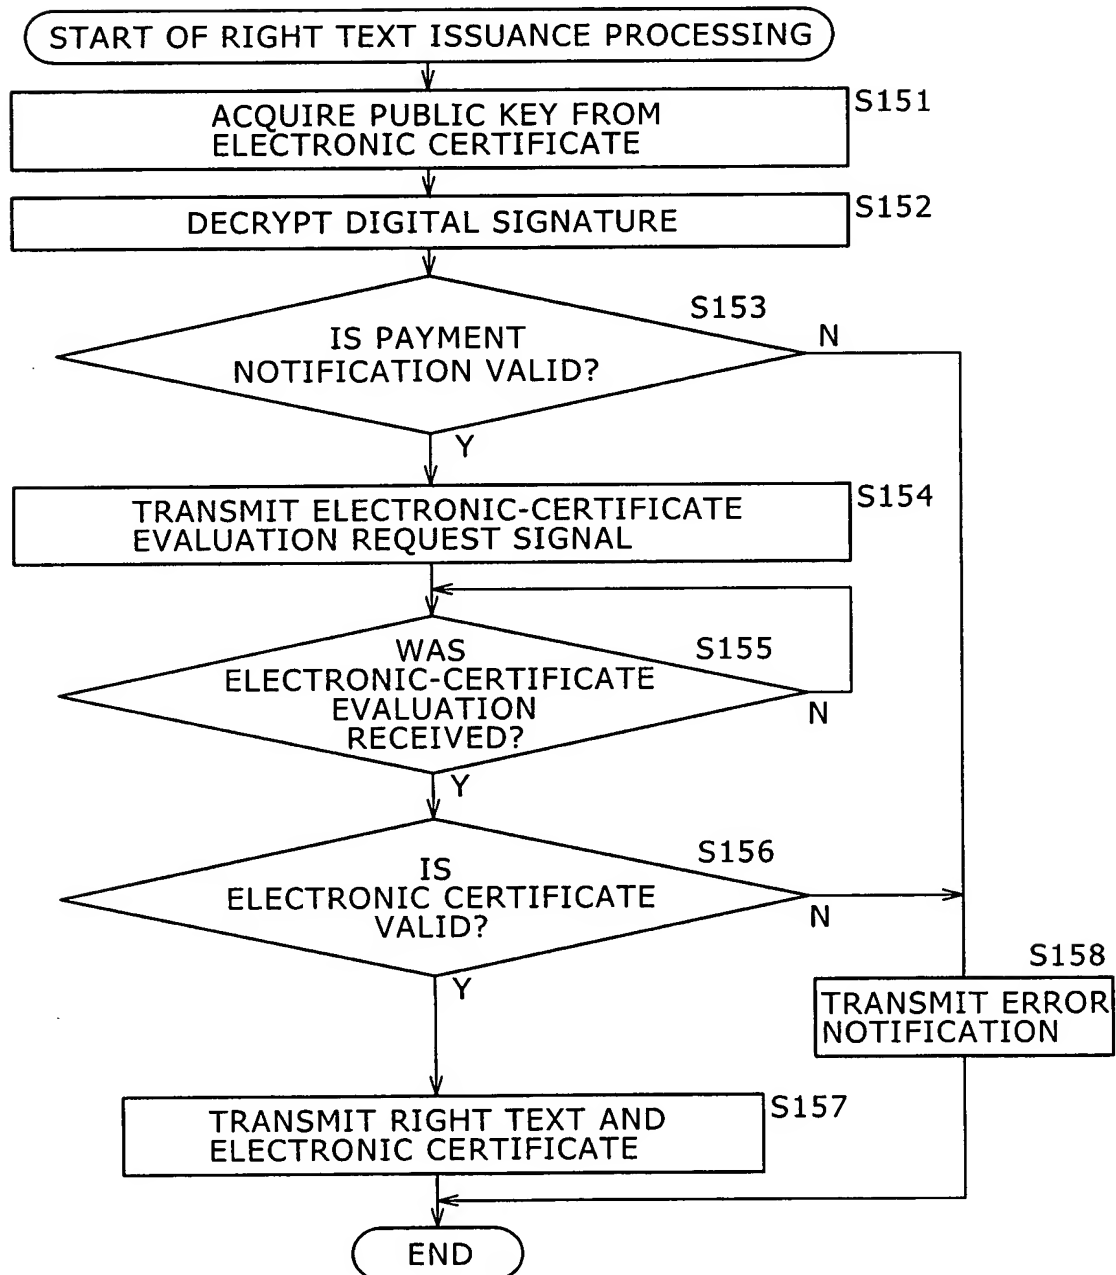 START OF RIGHT TEXT ISSUANCE PROCESSING
S151
ACQUIRE PUBLIC KEY FROM
ELECTRONIC CERTIFICATE
S152
DECRYPT DIGITAL SIGNATURE
S153
N
IS PAYMENT
NOTIFICATION VALID?
Y
S154
TRANSMIT ELECTRONIC-CERTIFICATE
EVALUATION REQUEST SIGNAL
S155
WAS
ELECTRONIC-CERTIFICATE
EVALUATION
RECEIVED?
N
Y
S156
IS
ELECTRONIC CERTIFICATE
VALID?
N
Y
S158
TRANSMIT ERROR
NOTIFICATION
S157
TRANSMIT RIGHT TEXT AND
ELECTRONIC CERTIFICATE
END